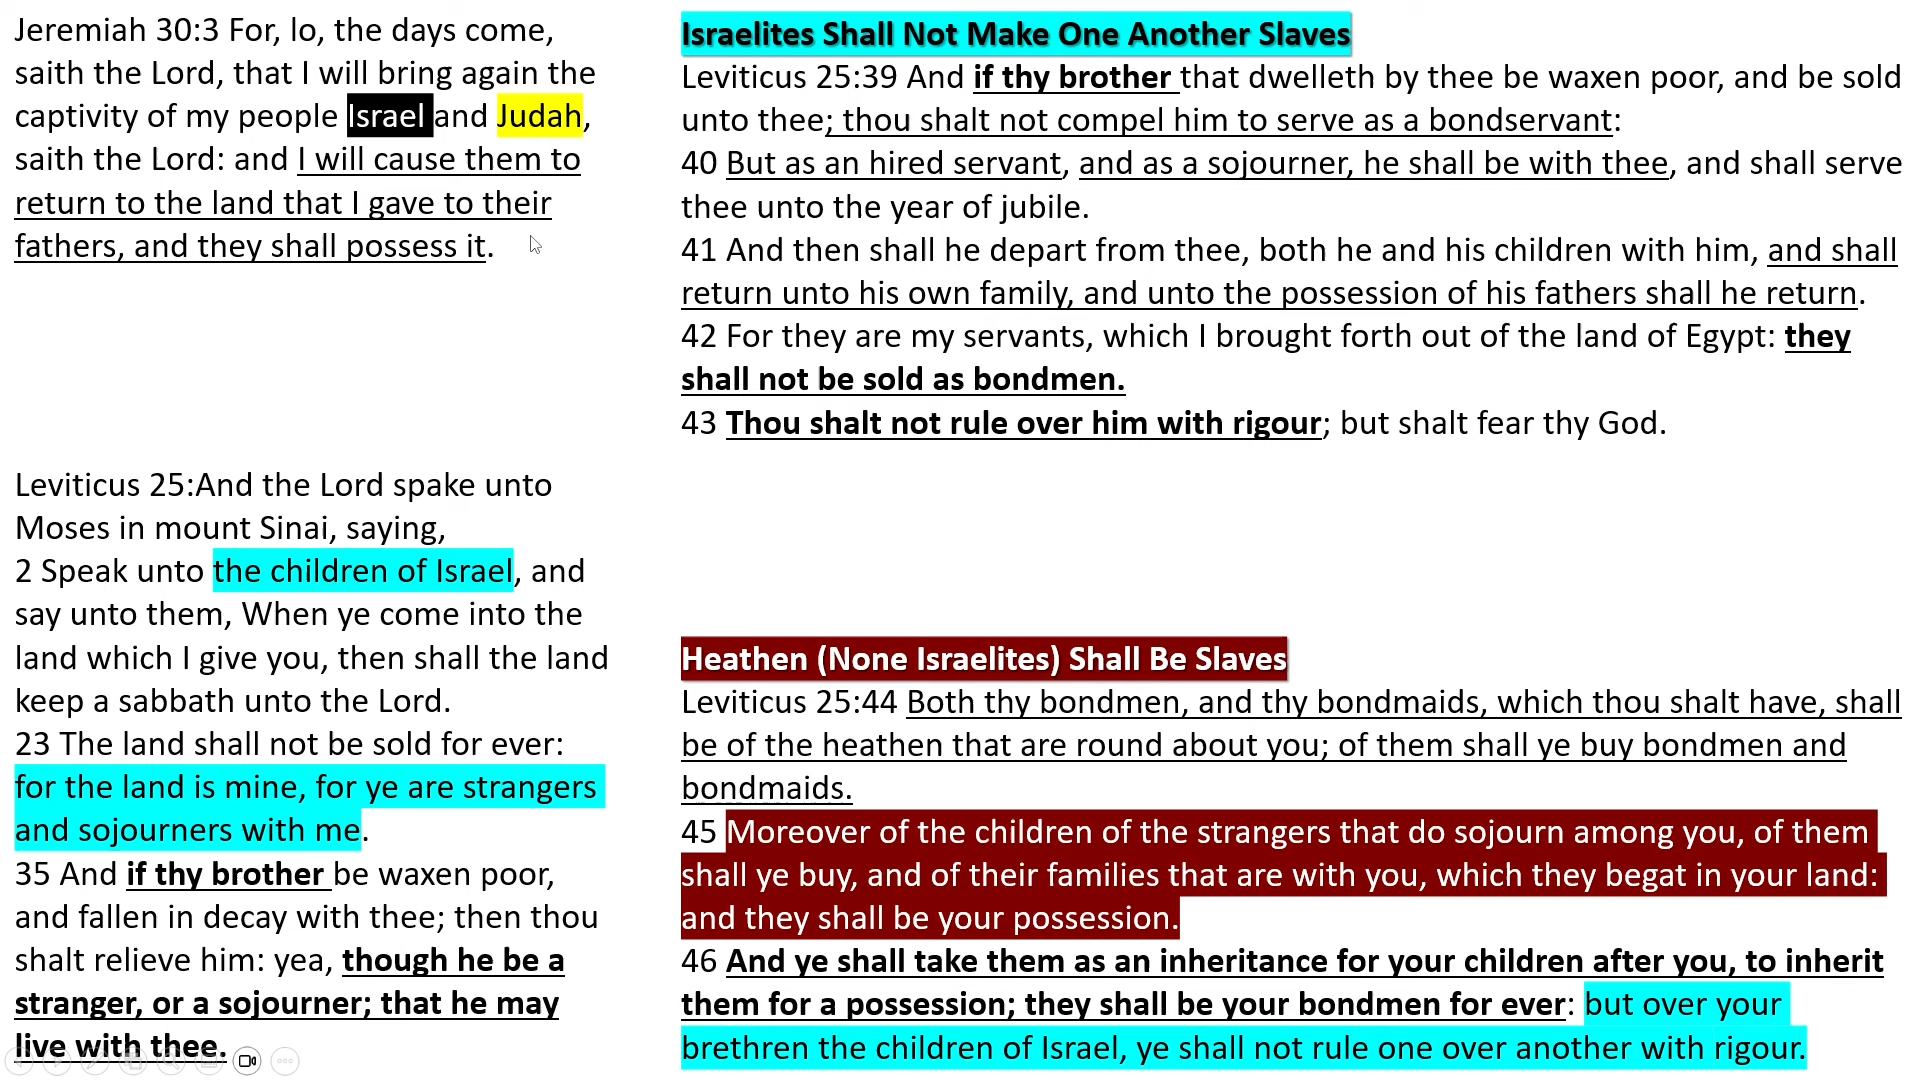 Jeremiah 30:3 For, lo, the days come,
saith the Lord, that I will bring again the
captivity of my people Israel and Judah,
saith the Lord: and I will cause them to
return to the land that I gave to their
fathers, and they shall possess it.
Leviticus 25:And the Lord spake unto
Moses in mount Sinai, saying,
2 Speak unto the children of Israel, and
say unto them, When ye come into the
land which I give you, then shall the land
keep a sabbath unto the Lord.
23 The land shall not be sold for ever:
for the land is mine, for ye are strangers
and sojourners with me.
35 And if thy brother be waxen poor,
and fallen in decay with thee; then thou
shalt relieve him: yea, though he be a
stranger, or a sojourner; that he may
live with thee.
Israelites Shall Not Make One Another Slaves
Leviticus 25:39 And if thy brother that dwelleth by thee be waxen poor, and be sold
unto thee; thou shalt not compel him to serve as a bondservant:
40 But as an hired servant, and as a sojourner, he shall be with thee, and shall serve
thee unto the year of jubile.
41 And then shall he depart from thee, both he and his children with him, and shall
return unto his own family, and unto the possession of his fathers shall he return.
42 For they are my servants, which I brought forth out of the land of Egypt: they
shall not be sold as bondmen.
43 Thou shalt not rule over him with rigour; but shalt fear thy God.
Heathen (None Israelites) Shall Be Slaves
Leviticus 25:44 Both thy bondmen, and thy bondmaids, which thou shalt have, shall
be of the heathen that are round about you; of them shall ye buy bondmen and
bondmaids.
45 Moreover of the children of the strangers that do sojourn among you, of them
shall ye buy, and of their families that are with you, which they begat in your land:
and they shall be your possession.
46 And ye shall take them as an inheritance for your children after you, to inherit
them for a possession; they shall be your bondmen for ever: but over your
brethren the children of Israel, ye shall not rule one over another with rigour.